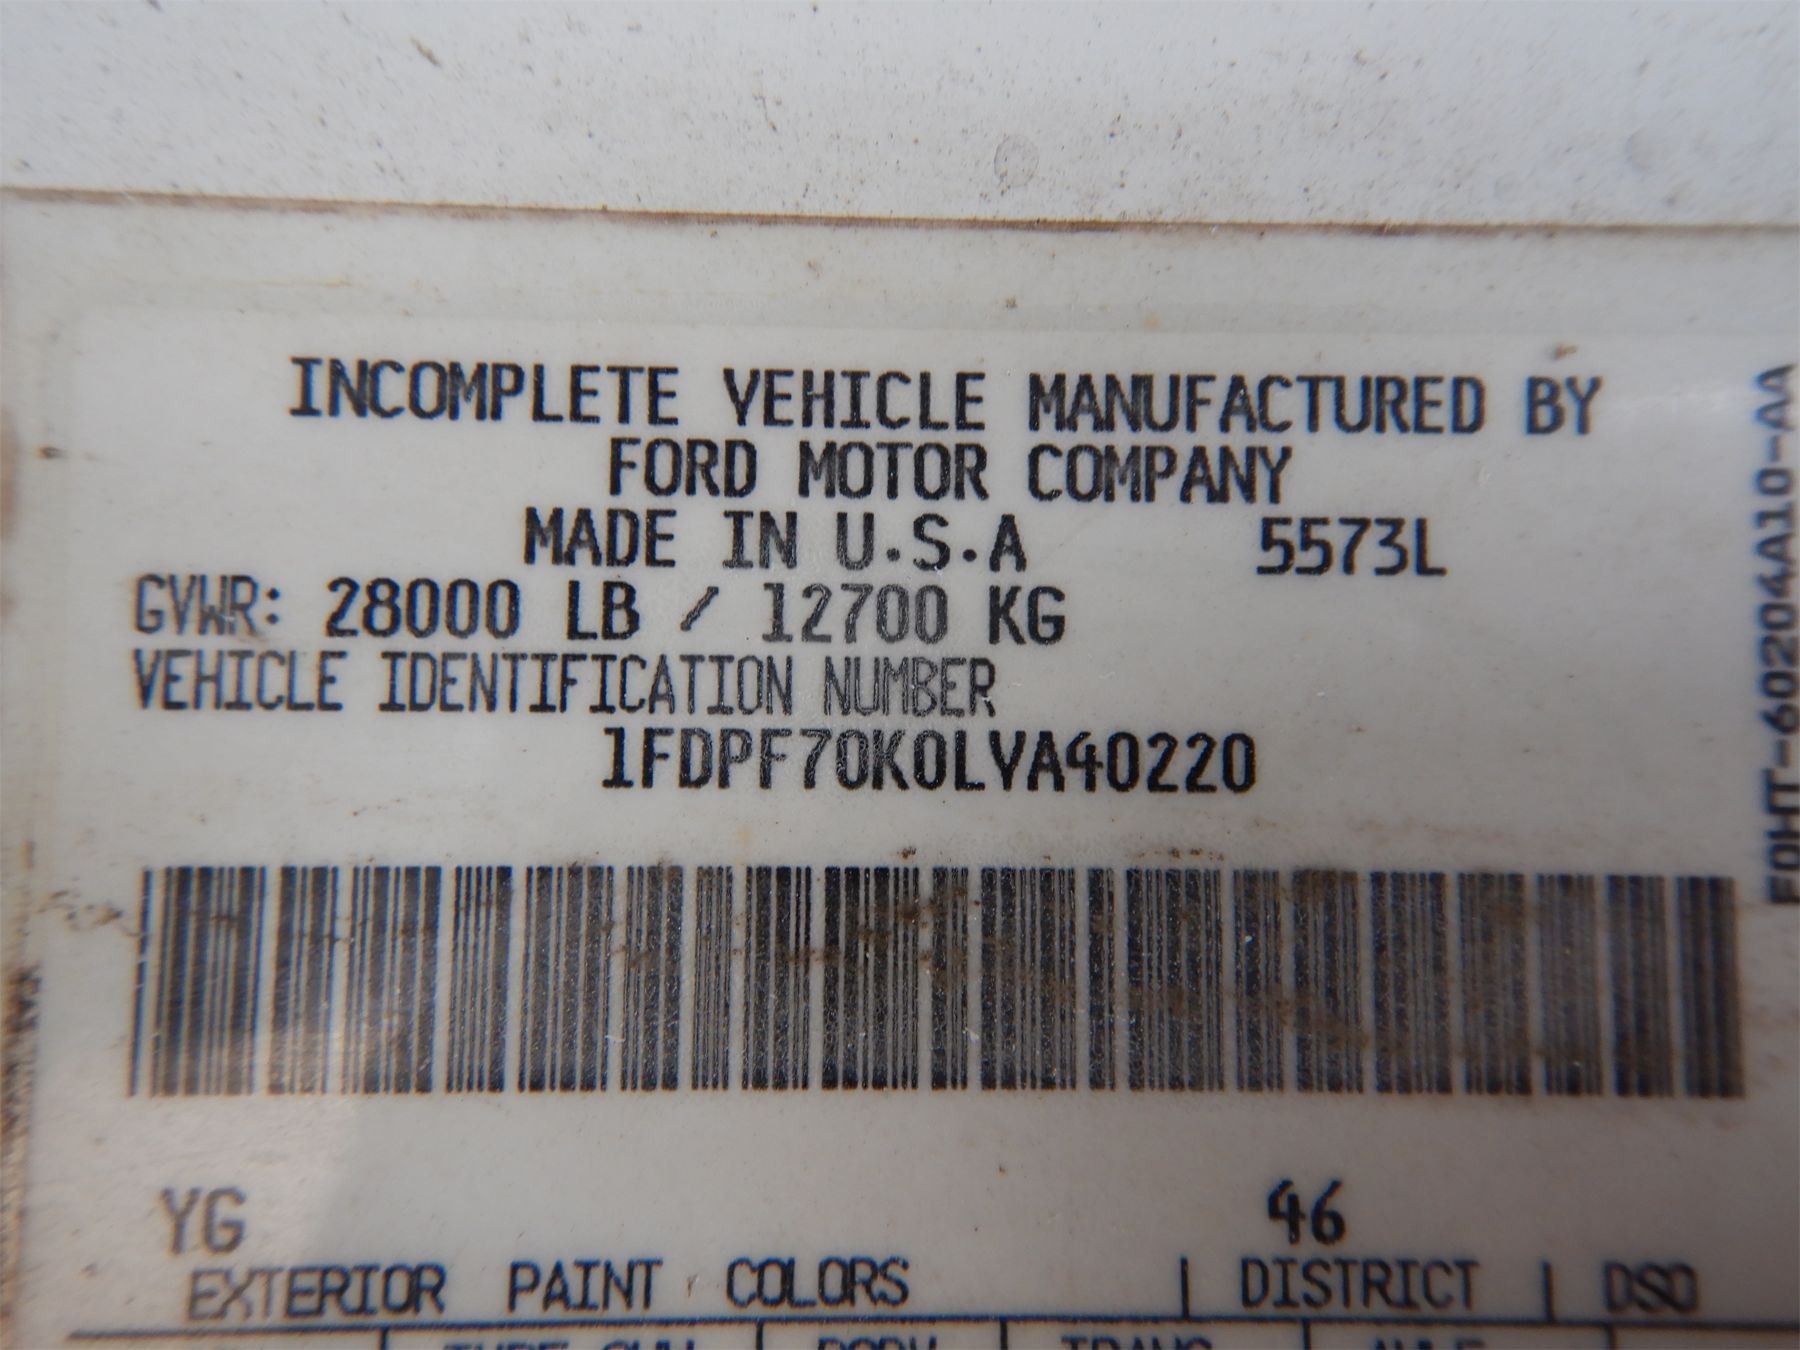 INCOMPLETE VEHICLE MANUFACTURED BY
FORD MOTOR COMPANY
MADE IN U.S.A 5573L
GVWR: 28000 LB / 12700 KG
VEHICLE IDENTIFICATION NUMBER
1FDPF70K0LVA40220
YG 46
EXTERIOR PAINT COLORS | DISTRICT | DSO
F0HT-60204A10-AA